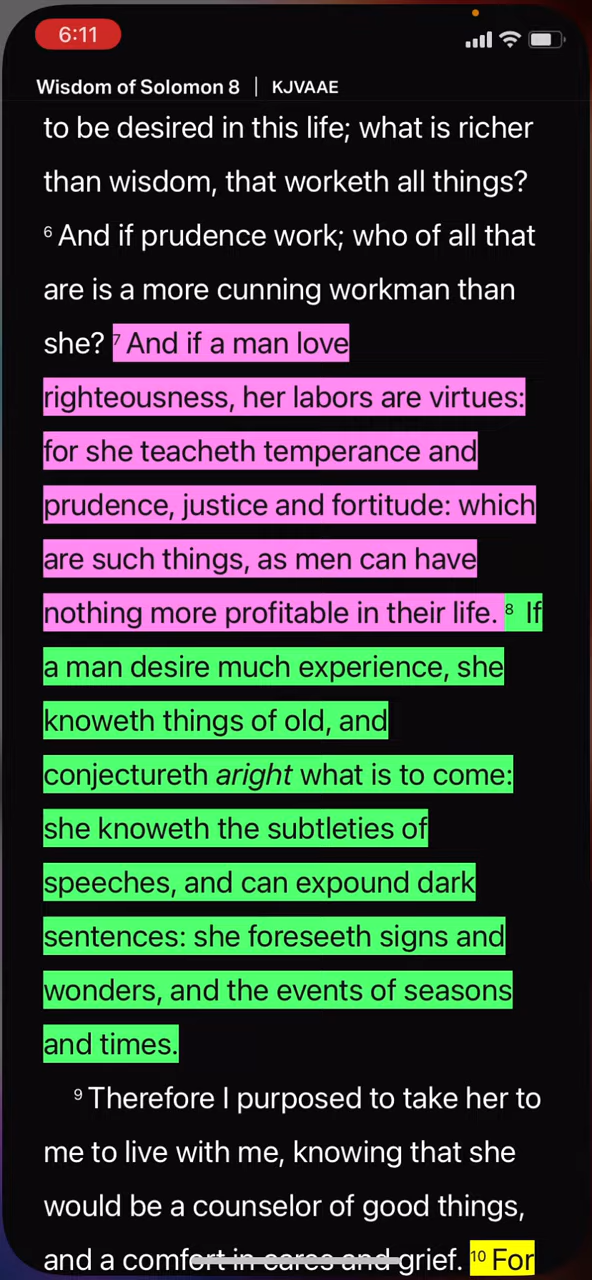 6:11
Wisdom of Solomon 8 | KJVAAE
to be desired in this life; what is richer
than wisdom, that worketh all things?
6 And if prudence work; who of all that
are is a more cunning workman than
she? 7 And if a man love
righteousness, her labors are virtues:
for she teacheth temperance and
prudence, justice and fortitude: which
are such things, as men can have
nothing more profitable in their life. 8 If
a man desire much experience, she
knoweth things of old, and
conjectureth aright what is to come:
she knoweth the subtleties of
speeches, and can expound dark
sentences: she foreseeth signs and
wonders, and the events of seasons
and times.
9 Therefore I purposed to take her to
me to live with me, knowing that she
would be a counselor of good things,
and a comfort in cares and grief. 10 For